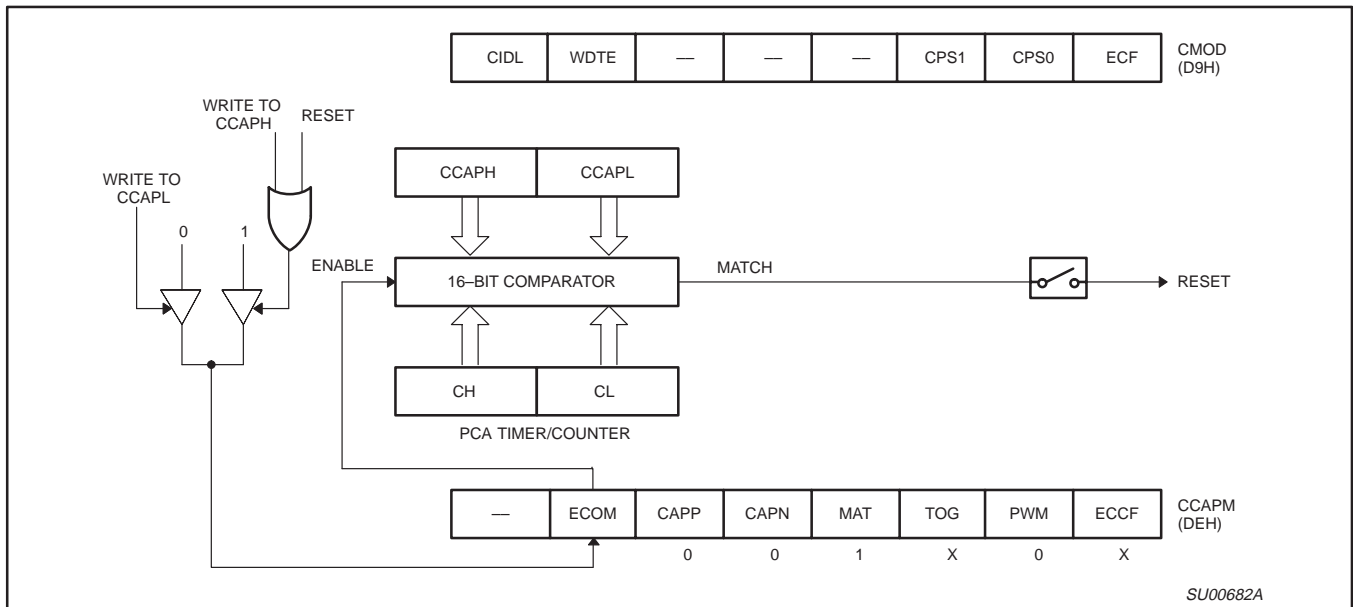 CIDL WDTE –– –– –– CPS1 CPS0 ECF CMOD
(D9H)
WRITE TO
CCAPH
RESET
WRITE TO
CCAPL
0 1
CCAPH CCAPL
ENABLE
16–BIT COMPARATOR
MATCH
RESET
CH CL
PCA TIMER/COUNTER
–– ECOM CAPP CAPN MAT TOG PWM ECCF CCAPM
(DEH)
0 0 1 X 0 X
SU00682A